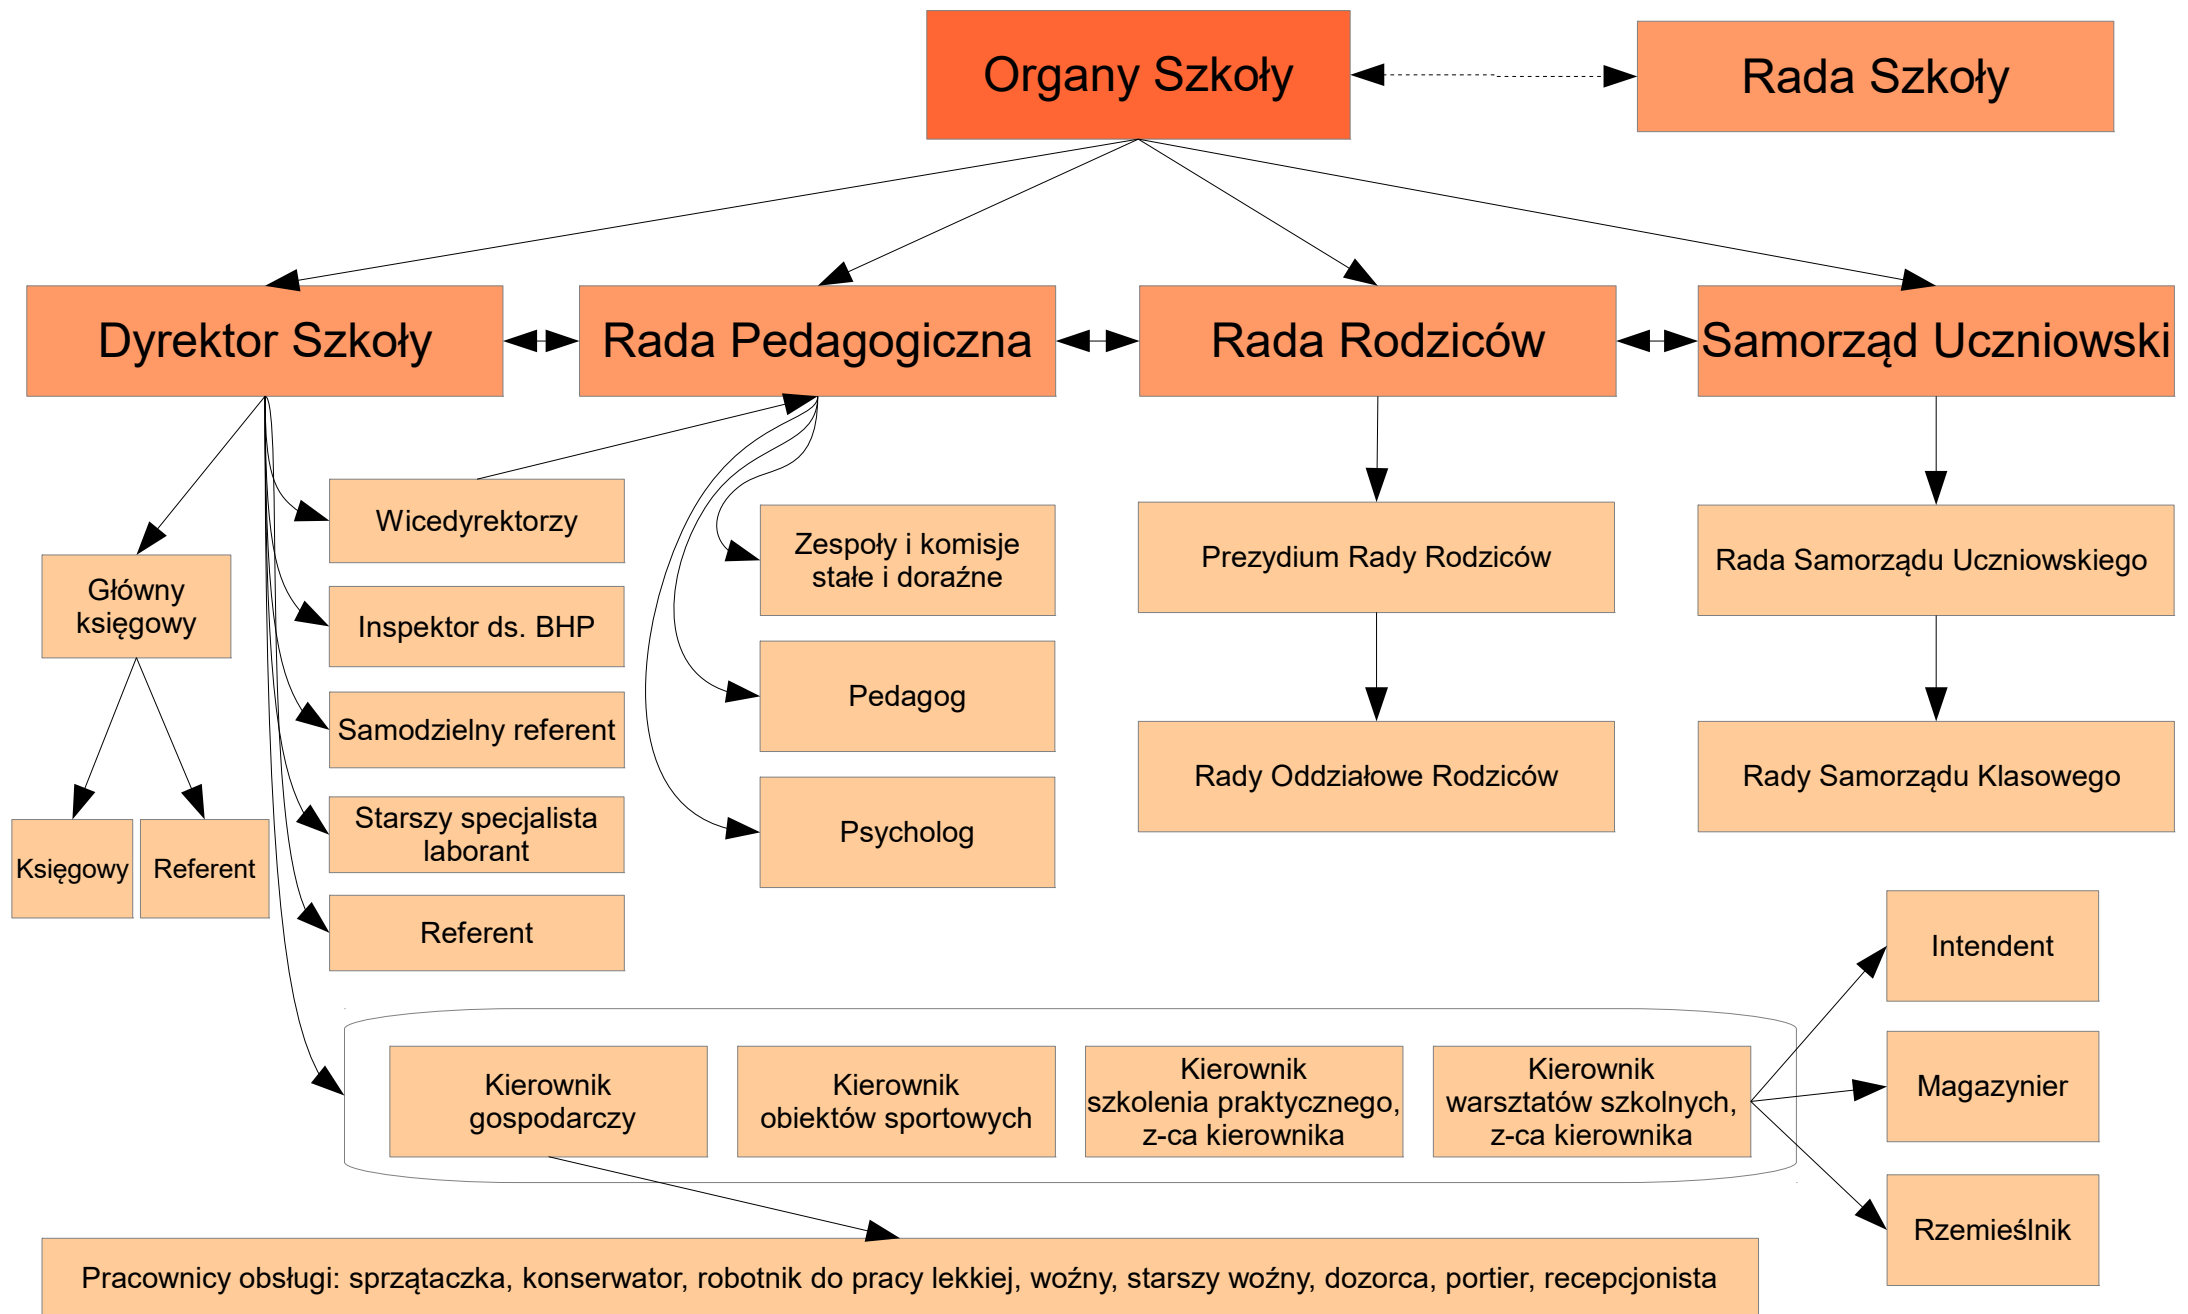 Organy Szkoły
Rada Szkoły
Dyrektor Szkoły
Rada Pedagogiczna
Rada Rodziców
Samorząd Uczniowski
Główny
księgowy
Księgowy
Referent
Wicedyrektorzy
Inspektor ds. BHP
Samodzielny referent
Starszy specjalista
laborant
Referent
Zespoły i komisje
stałe i doraźne
Pedagog
Psycholog
Prezydium Rady Rodziców
Rady Oddziałowe Rodziców
Rada Samorządu Uczniowskiego
Rady Samorządu Klasowego
Kierownik
gospodarczy
Kierownik
obiektów sportowych
Kierownik
szkolenia praktycznego,
z-ca kierownika
Kierownik
warsztatów szkolnych,
z-ca kierownika
Intendent
Magazynier
Rzemieślnik
Pracownicy obsługi: sprzątaczka, konserwator, robotnik do pracy lekkiej, woźny, starszy woźny, dozorca, portier, recepcjonista